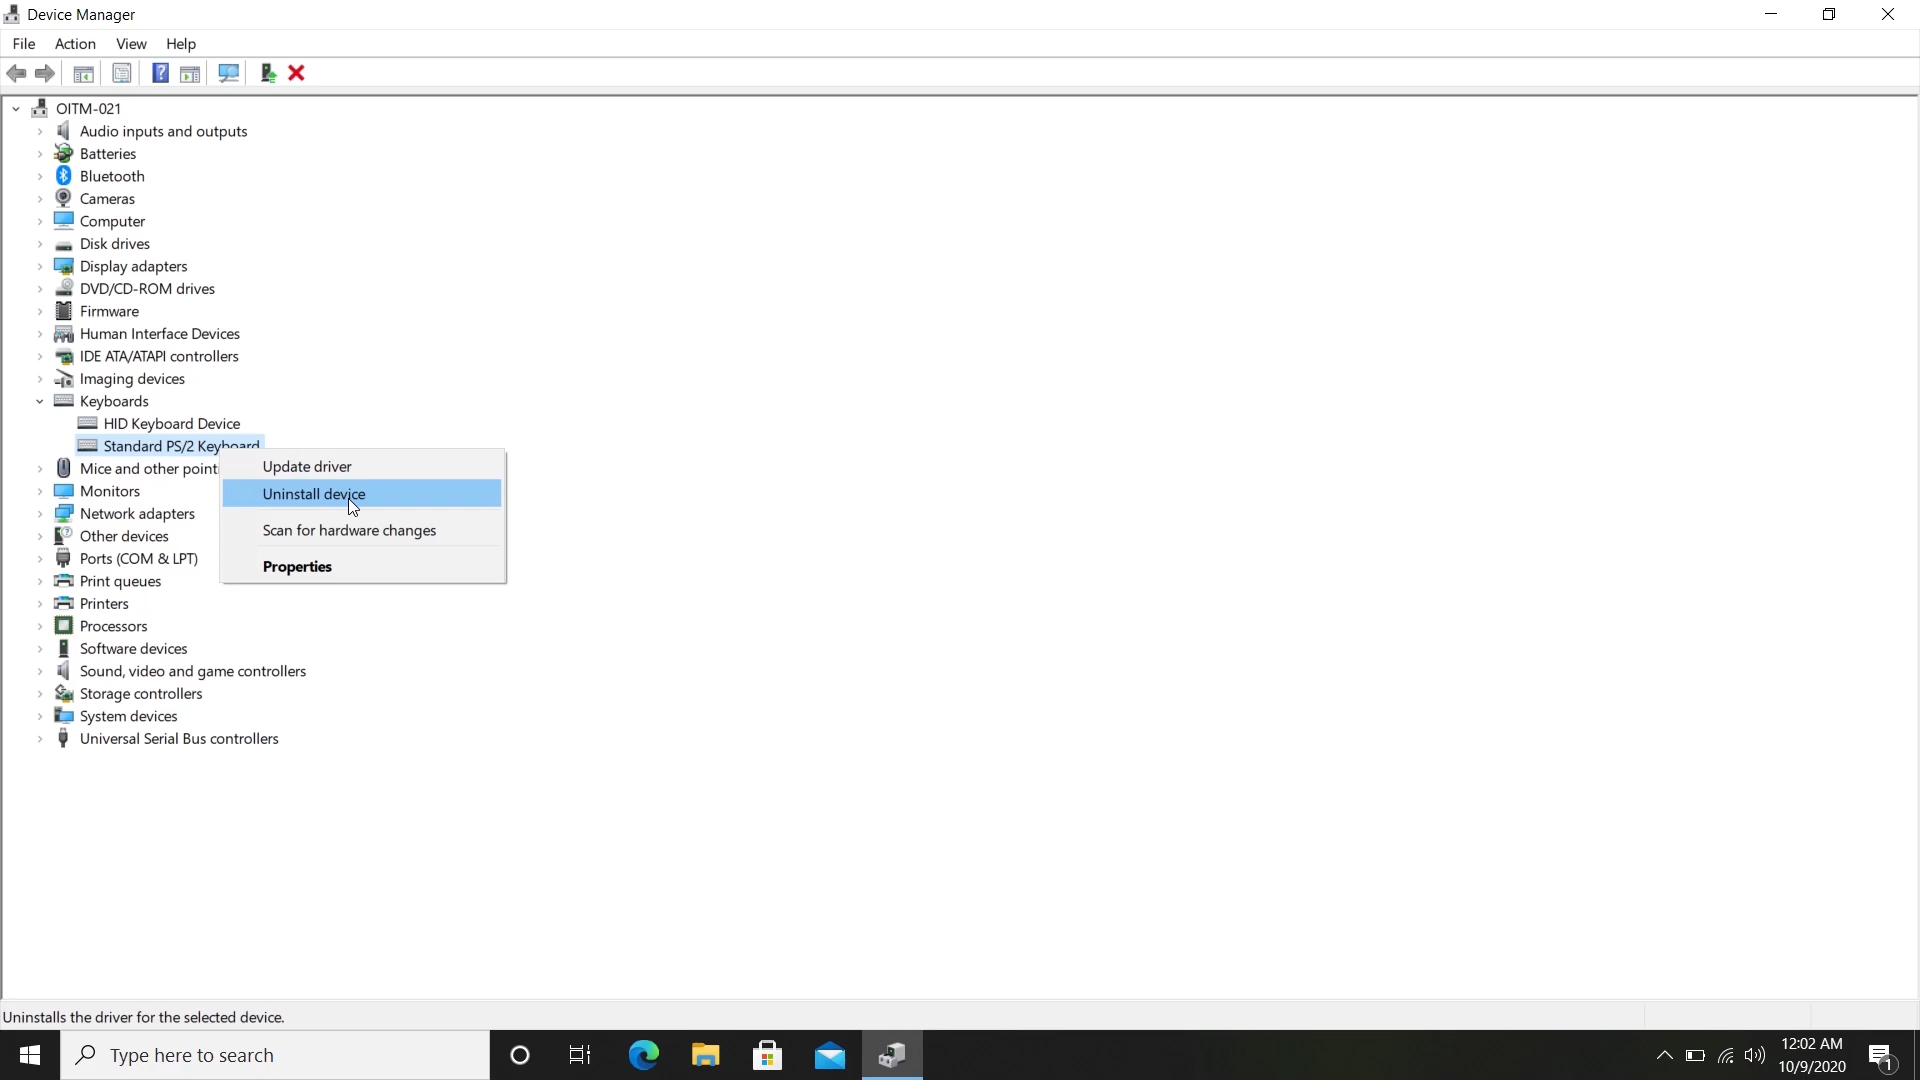 Device Manager
File Action View Help
OITM-021
Audio inputs and outputs
Batteries
Bluetooth
Cameras
Computer
Disk drives
Display adapters
DVD/CD-ROM drives
Firmware
Human Interface Devices
IDE ATA/ATAPI controllers
Imaging devices
Keyboards
HID Keyboard Device
Standard PS/2 Keyboard
Mice and other point
Monitors
Network adapters
Other devices
Ports (COM & LPT)
Print queues
Printers
Processors
Software devices
Sound, video and game controllers
Storage controllers
System devices
Universal Serial Bus controllers
Update driver
Uninstall device
Scan for hardware changes
Properties
Uninstalls the driver for the selected device.
Type here to search
12:02 AM
10/9/2020
1